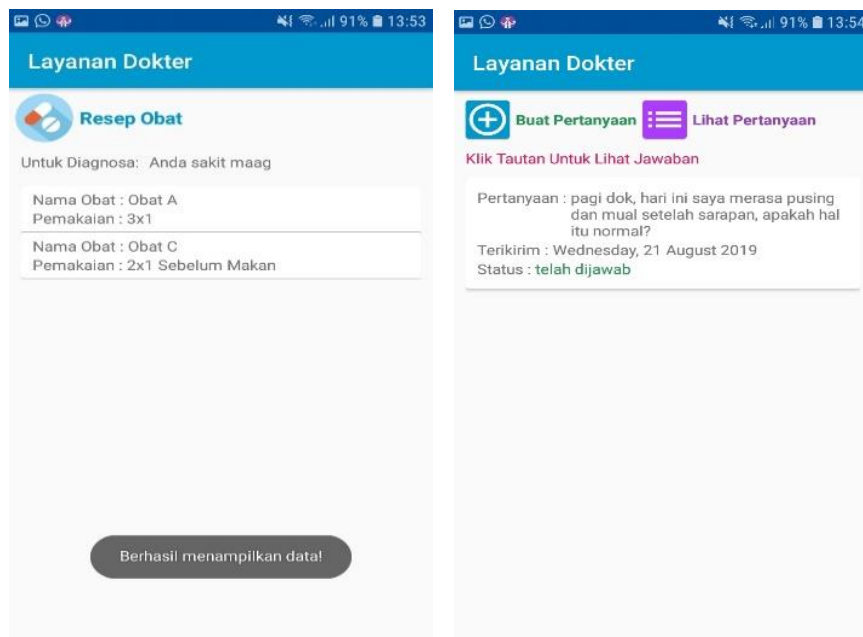 91% 13:53
Layanan Dokter
Resep Obat
Untuk Diagnosa: Anda sakit maag
Nama Obat : Obat A
Pemakaian : 3x1
Nama Obat : Obat C
Pemakaian : 2x1 Sebelum Makan
Berhasil menampilkan data!
91% 13:54
Layanan Dokter
Buat Pertanyaan Lihat Pertanyaan
Klik Tautan Untuk Lihat Jawaban
Pertanyaan : pagi dok, hari ini saya merasa pusing
dan mual setelah sarapan, apakah hal
itu normal?
Terikirim : Wednesday, 21 August 2019
Status : telah dijawab